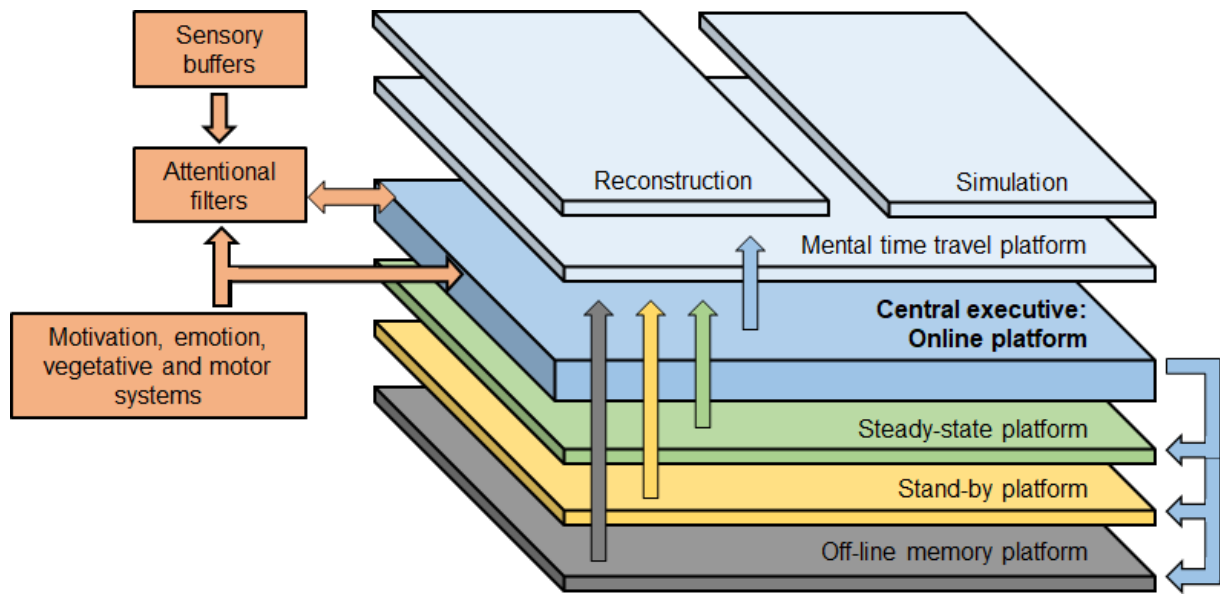 Sensory
buffers
Attentional
filters
Motivation, emotion,
vegetative and motor
systems
Reconstruction
Simulation
Mental time travel platform
Central executive:
Online platform
Steady-state platform
Stand-by platform
Off-line memory platform